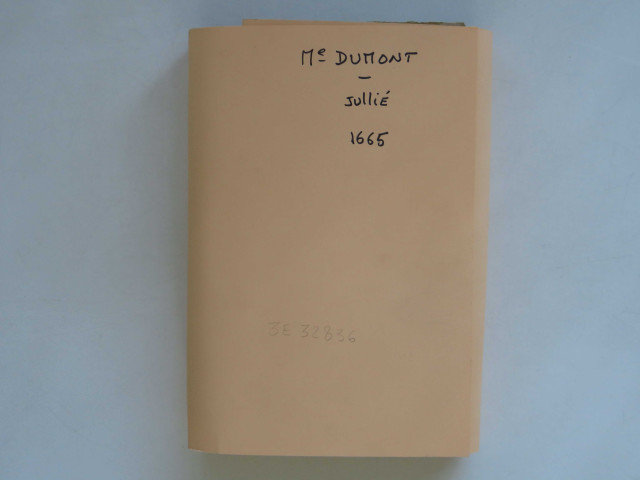 Me DUMONT
—
Jullié
1665
3E 32836